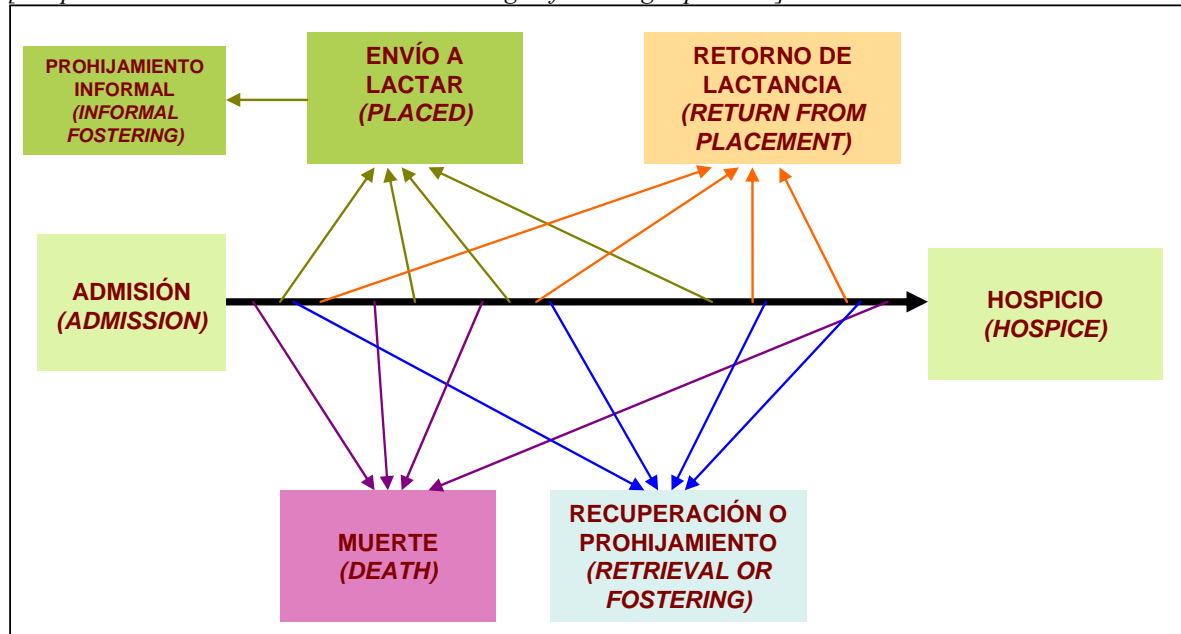 PROHIJAMIENTO
INFORMAL
(INFORMAL
FOSTERING)
ENVÍO A
LACTAR
(PLACED)
RETORNO DE
LACTANCIA
(RETURN FROM
PLACEMENT)
ADMISIÓN
(ADMISSION)
HOSPICIO
(HOSPICE)
MUERTE
(DEATH)
RECUPERACIÓN O
PROHIJAMIENTO
(RETRIEVAL OR
FOSTERING)